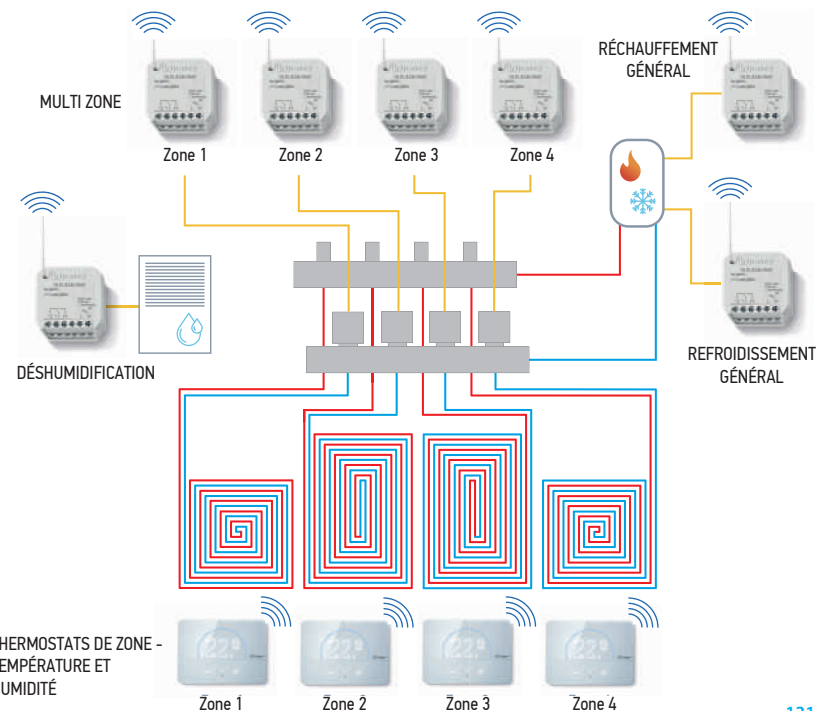 RÉCHAUFFEMENT
GÉNÉRAL
MULTI ZONE
Zone 1
Zone 2
Zone 3
Zone 4
DÉSHUMIDIFICATION
REFROIDISSEMENT
GÉNÉRAL
HERMOSTATS DE ZONE -
EMPÉRATURE ET
UMIDITÉ
Zone 1
Zone 2
Zone 3
Zone 4